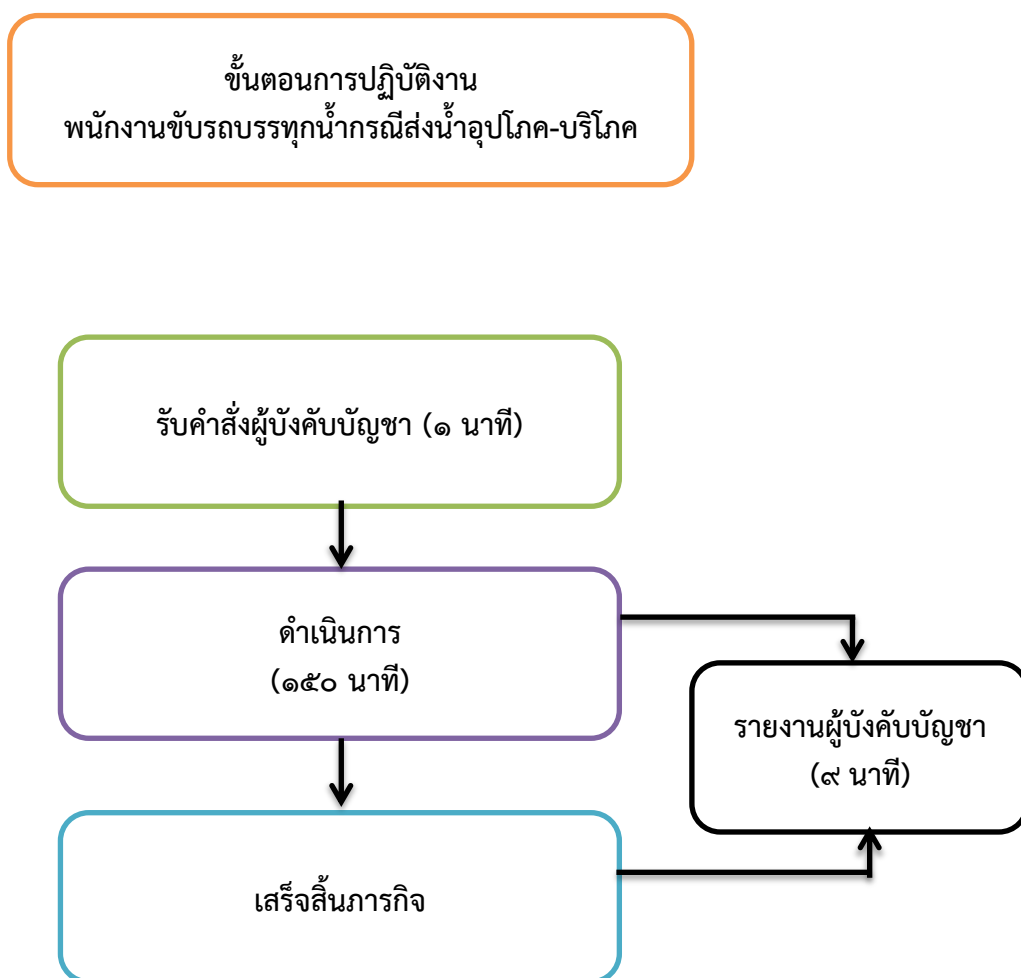 ขั้นตอนการปฏิบัติงาน
พนักงานขับรถบรรทุกน้ำกรณีส่งน้ำอุปโภค-บริโภค
รับคำสั่งผู้บังคับบัญชา (๑ นาที)
ดำเนินการ
(๑๕๐ นาที)
รายงานผู้บังคับบัญชา
(๙ นาที)
เสร็จสิ้นภารกิจ